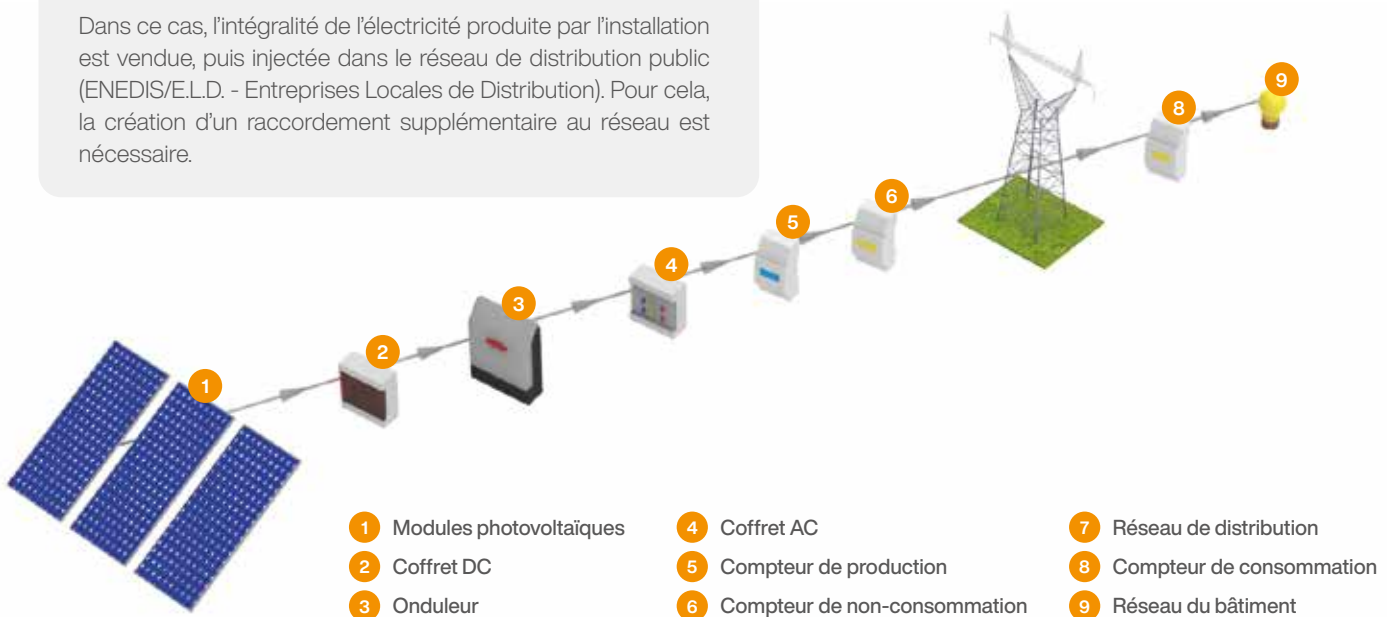 Dans ce cas, l'intégralité de l'électricité produite par l'installation
est vendue, puis injectée dans le réseau de distribution public
(ENEDIS/E.L.D. - Entreprises Locales de Distribution). Pour cela,
la création d'un raccordement supplémentaire au réseau est
nécessaire.
9
8
6
5
4
3
2
1
1 Modules photovoltaïques
2 Coffret DC
3 Onduleur
4 Coffret AC
5 Compteur de production
6 Compteur de non-consommation
7 Réseau de distribution
8 Compteur de consommation
9 Réseau du bâtiment